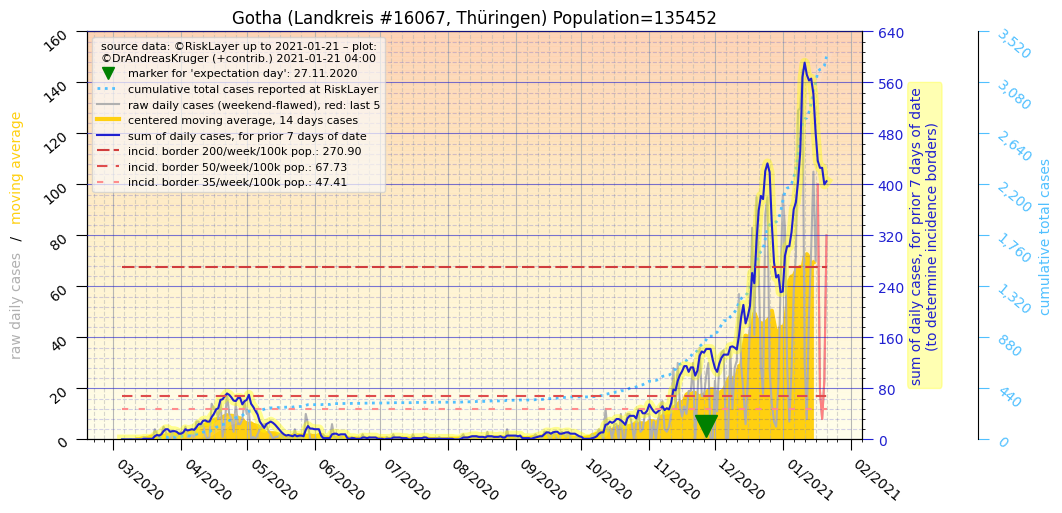 Gotha (Landkreis #16067, Thüringen) Population=135452
source data: ©RiskLayer up to 2021-01-21 – plot:
©DrAndreasKruger (+contrib.) 2021-01-21 04:00
marker for 'expectation day': 27.11.2020
cumulative total cases reported at RiskLayer
raw daily cases (weekend-flawed), red: last 5
centered moving average, 14 days cases
sum of daily cases, for prior 7 days of date
incid. border 200/week/100k pop.: 270.90
incid. border 50/week/100k pop.: 67.73
incid. border 35/week/100k pop.: 47.41
raw daily cases / moving average
160
140
120
100
80
60
40
20
0
03/2020
04/2020
05/2020
06/2020
07/2020
08/2020
09/2020
10/2020
11/2020
12/2020
01/2021
02/2021
640
560
480
400
320
240
160
80
0
sum of daily cases, for prior 7 days of date
(to determine incidence borders)
3,520
3,080
2,640
2,200
1,760
1,320
880
440
0
cumulative total cases